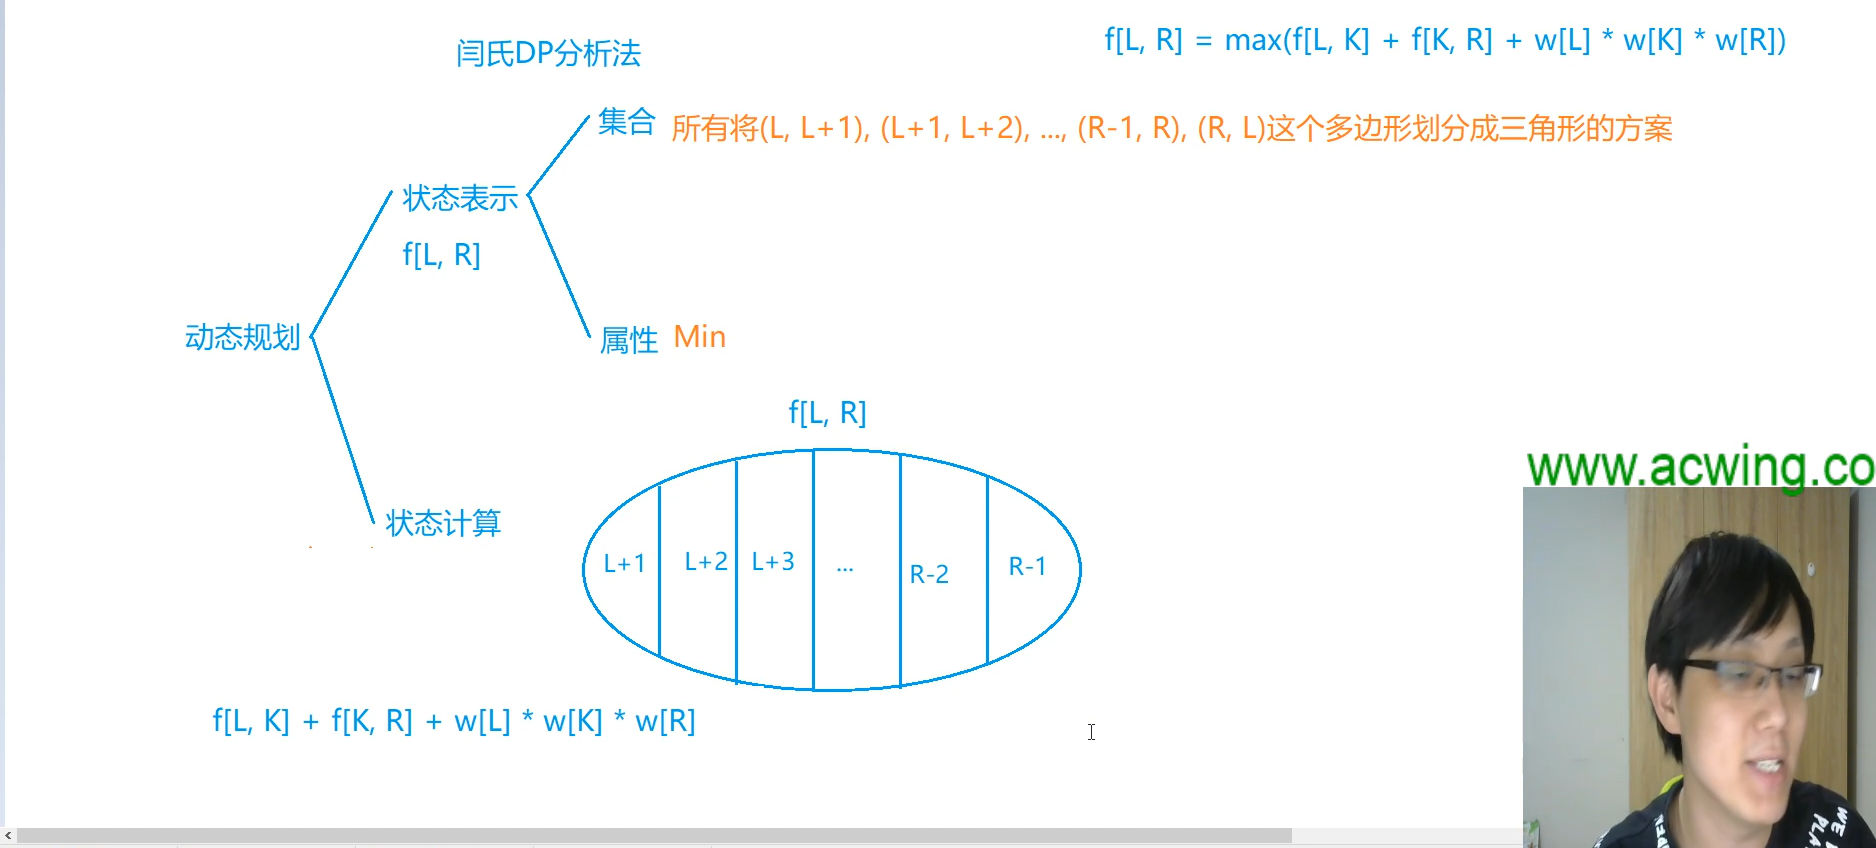 闫氏DP分析法
f[L, R] = max(f[L, K] + f[K, R] + w[L] * w[K] * w[R])
集合 所有将(L, L+1), (L+1, L+2), ..., (R-1, R), (R, L)这个多边形划分成三角形的方案
状态表示
f[L, R]
动态规划
属性 Min
f[L, R]
状态计算
L+1 L+2 L+3 ... R-2 R-1
f[L, K] + f[K, R] + w[L] * w[K] * w[R]
www.acwing.co
WE